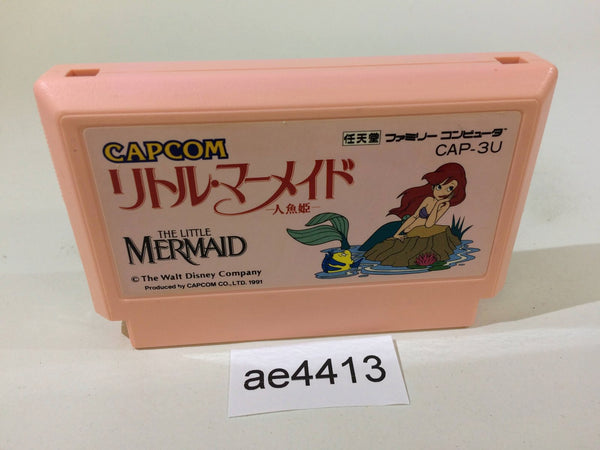 CAPCOM
任天堂 ファミリー コンピュータ™
CAP-3U
リトル・マーメイド
─人魚姫─
THE LITTLE
MERMAID
© The Walt Disney Company
Produced by CAPCOM CO., LTD. 1991
ae4413